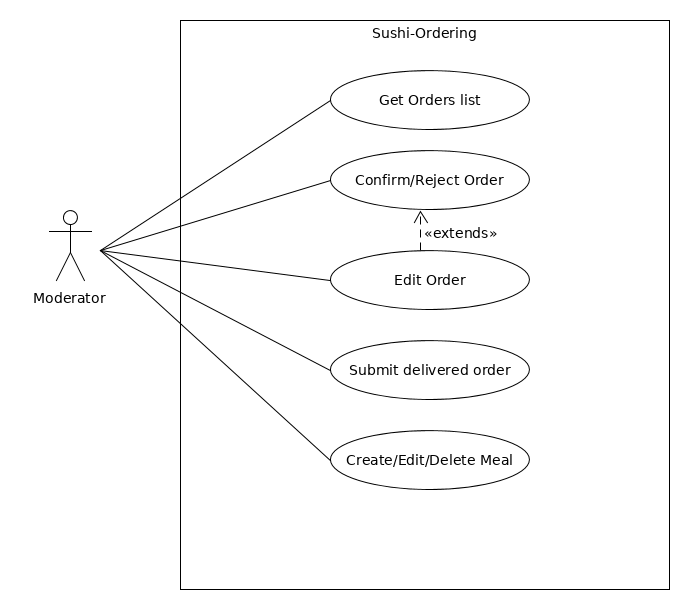 Sushi-Ordering
Get Orders list
Confirm/Reject Order
«extends»
Edit Order
Moderator
Submit delivered order
Create/Edit/Delete Meal